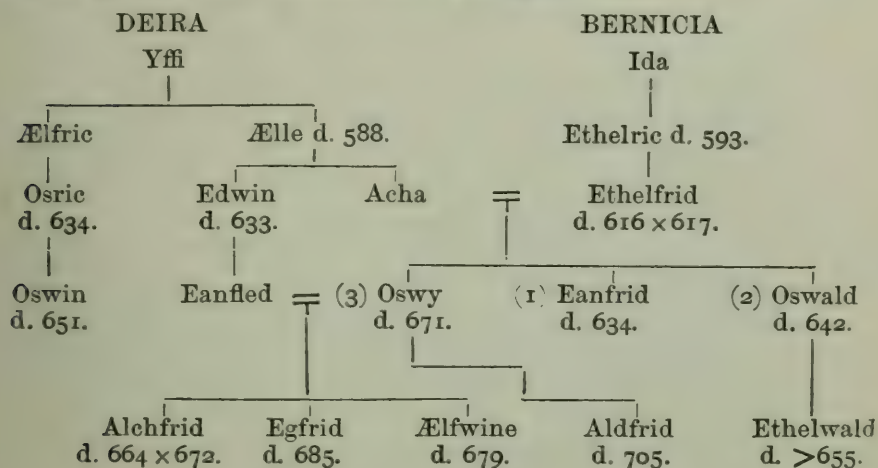 DEIRA BERNICIA
Yffi Ida
Ælfric Ælle d. 588. Ethelric d. 593.
Osric Edwin Acha = Ethelfrid
d. 634. d. 633. d. 616 × 617.
Oswin Eanfled = (3) Oswy (1) Eanfrid (2) Oswald
d. 651. d. 671. d. 634. d. 642.
Alchfrid Egfrid Ælfwine Aldfrid Ethelwald
d. 664 × 672. d. 685. d. 679. d. 705. d. >655.